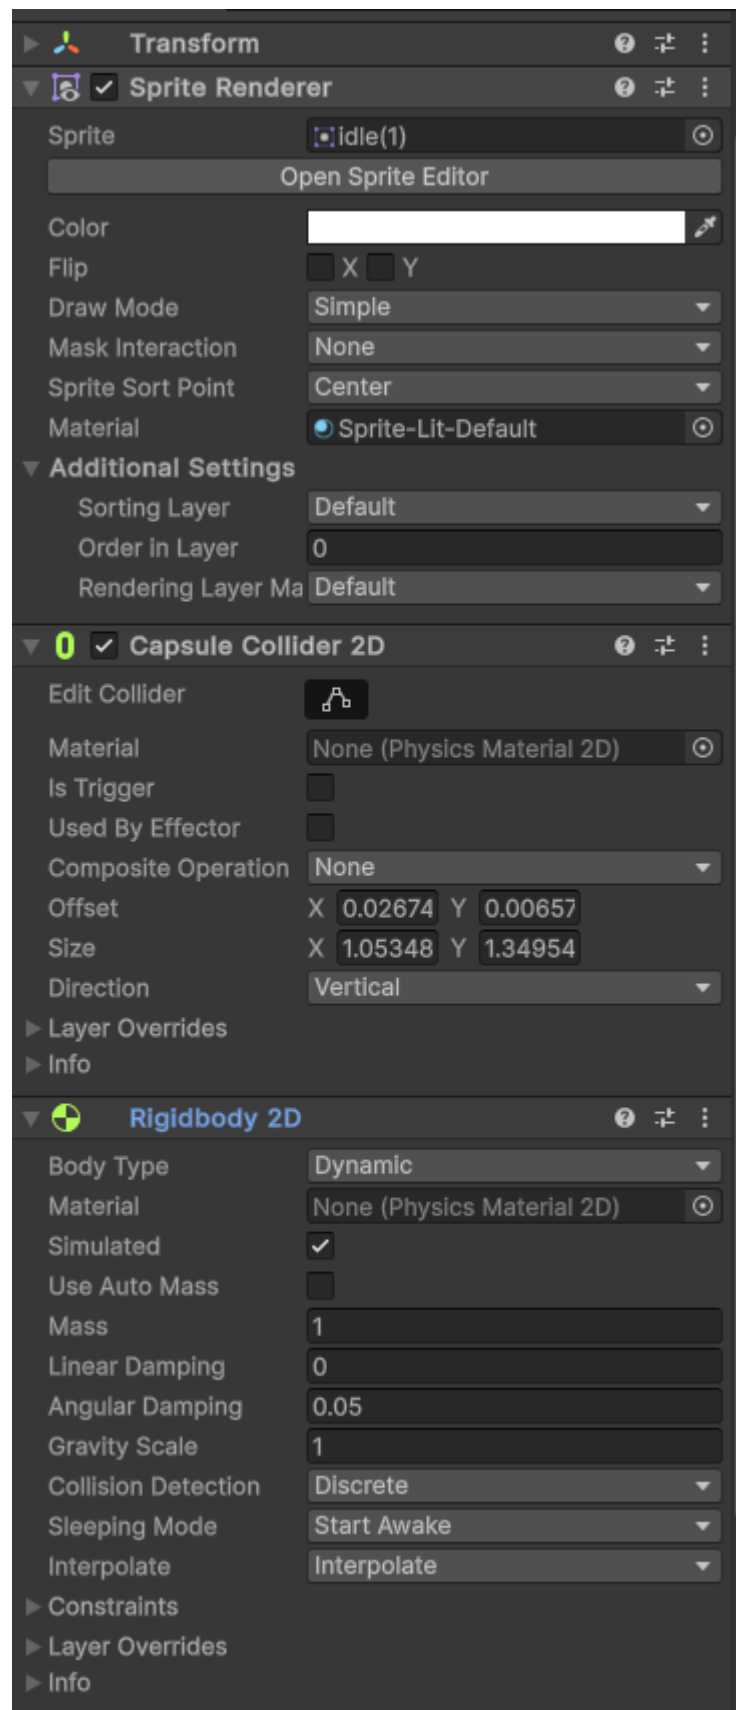 Transform
Sprite Renderer
Sprite idle(1)
Open Sprite Editor
Color
Flip X Y
Draw Mode Simple
Mask Interaction None
Sprite Sort Point Center
Material Sprite-Lit-Default
Additional Settings
Sorting Layer Default
Order in Layer 0
Rendering Layer Ma Default
Capsule Collider 2D
Edit Collider
Material None (Physics Material 2D)
Is Trigger
Used By Effector
Composite Operation None
Offset X 0.02674 Y 0.00657
Size X 1.05348 Y 1.34954
Direction Vertical
Layer Overrides
Info
Rigidbody 2D
Body Type Dynamic
Material None (Physics Material 2D)
Simulated
Use Auto Mass
Mass 1
Linear Damping 0
Angular Damping 0.05
Gravity Scale 1
Collision Detection Discrete
Sleeping Mode Start Awake
Interpolate Interpolate
Constraints
Layer Overrides
Info